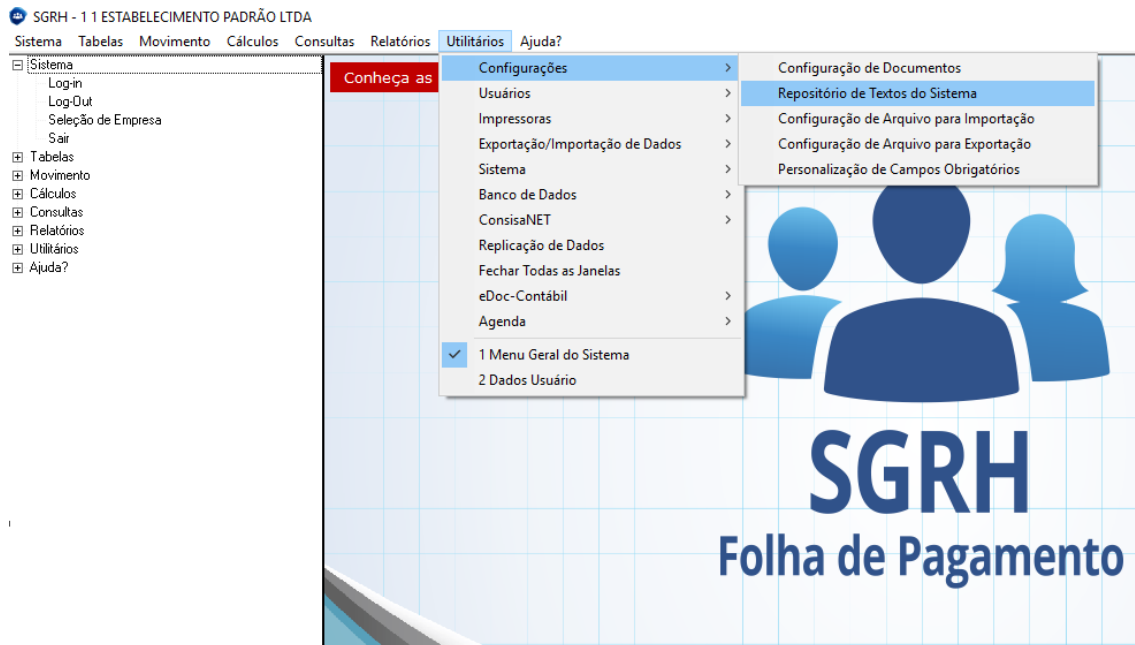 SGRH - 1 1 ESTABELECIMENTO PADRÃO LTDA
Sistema Tabelas Movimento Cálculos Consultas Relatórios Utilitários Ajuda?
Sistema
Log-in
Log-Out
Seleção de Empresa
Sair
Tabelas
Movimento
Cálculos
Consultas
Relatórios
Utilitários
Ajuda?
Conheça as
Configurações
Usuários
Impressoras
Exportação/Importação de Dados
Sistema
Banco de Dados
ConsisaNET
Replicação de Dados
Fechar Todas as Janelas
eDoc-Contábil
Agenda
1 Menu Geral do Sistema
2 Dados Usuário
Configuração de Documentos
Repositório de Textos do Sistema
Configuração de Arquivo para Importação
Configuração de Arquivo para Exportação
Personalização de Campos Obrigatórios
SGRH
Folha de Pagamento